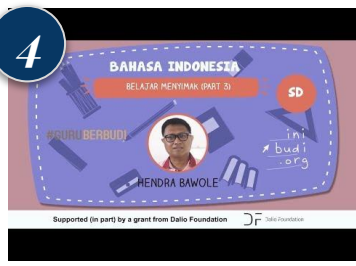 4
BAHASA INDONESIA
BELAJAR MENYIMAK (PART 3)
SD
#GURUBERBUDI
ini
budi
.org
HENDRA BAWOLE
Supported (in part) by a grant from Dalio Foundation
DF Dalio Foundation